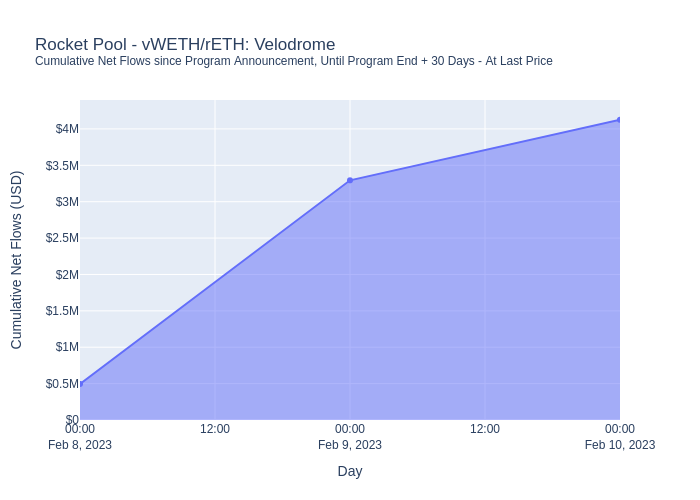 Rocket Pool - vWETH/rETH: Velodrome
Cumulative Net Flows since Program Announcement, Until Program End + 30 Days - At Last Price
Cumulative Net Flows (USD)
$4M
$3.5M
$3M
$2.5M
$2M
$1.5M
$1M
$0.5M
$0
00:00 12:00 00:00 12:00 00:00
Feb 8, 2023 Feb 9, 2023 Feb 10, 2023
Day